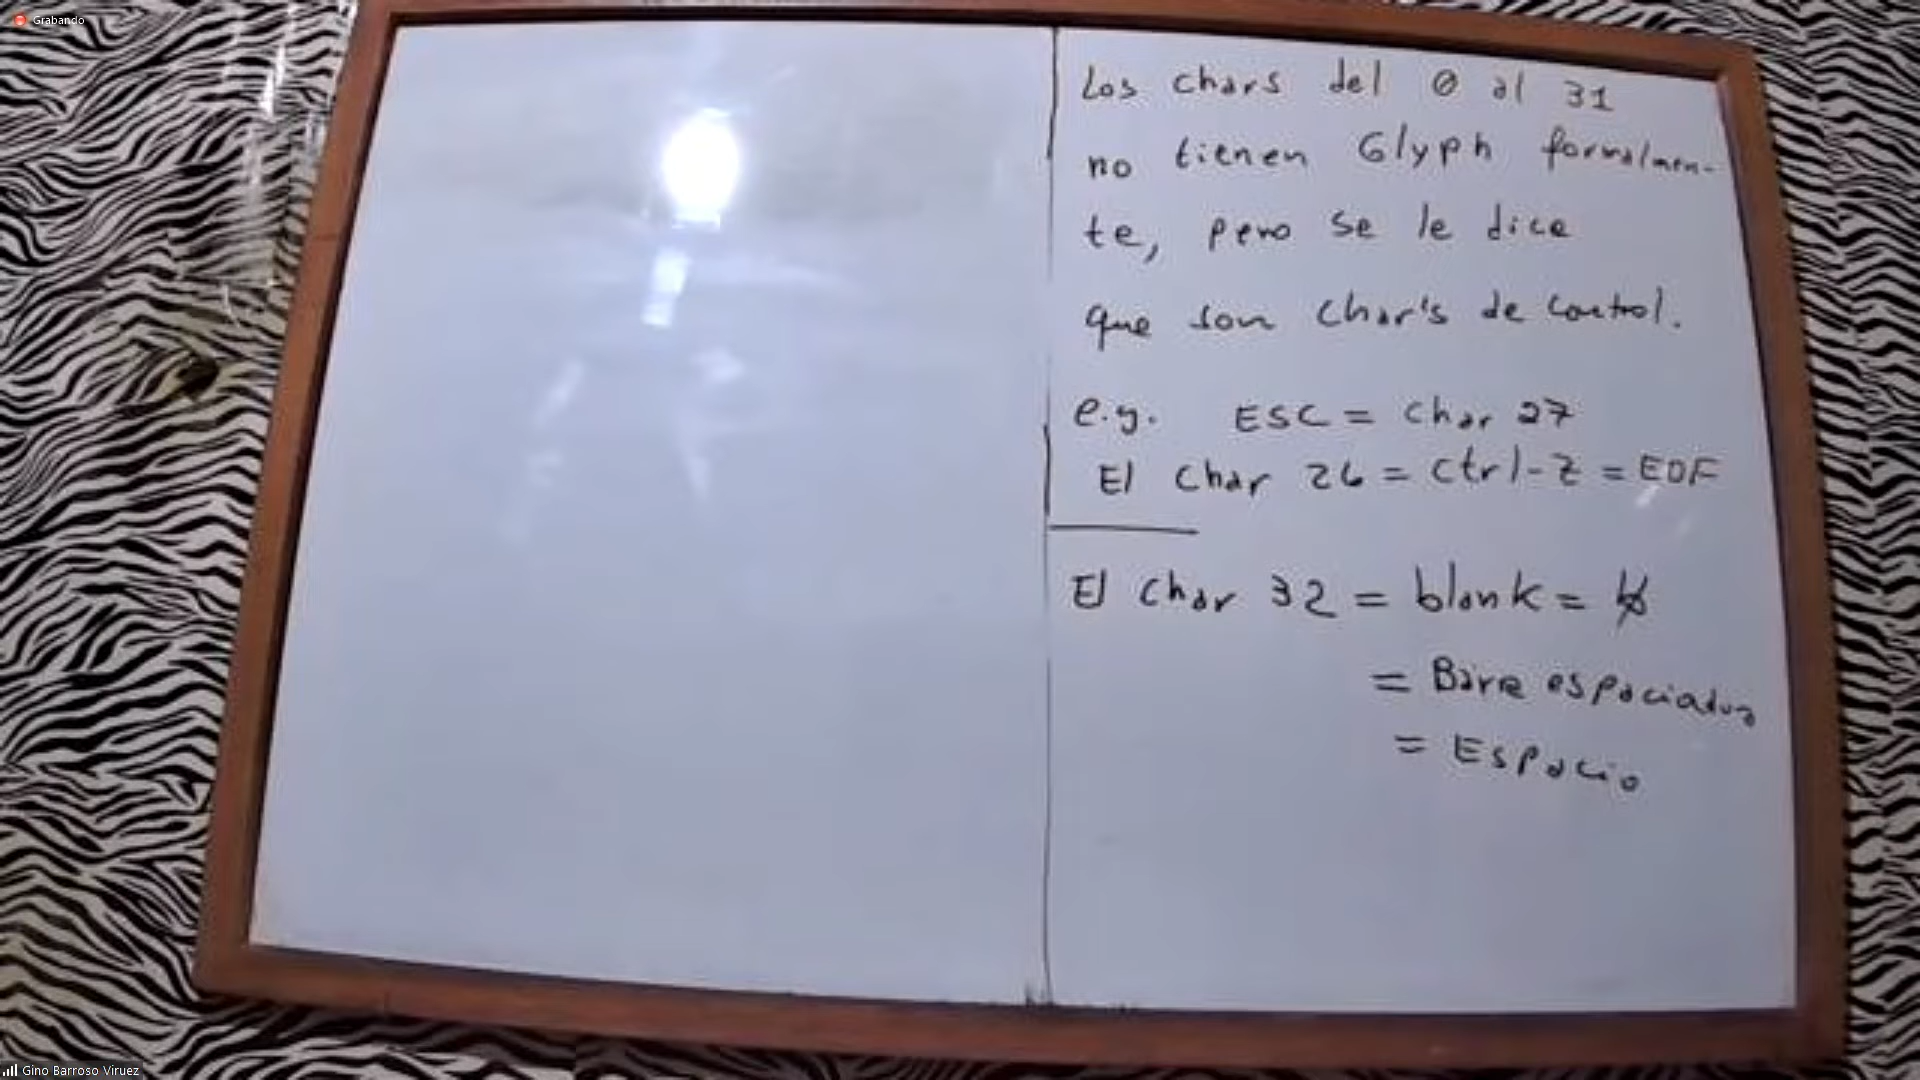 Grabando
Los chars del 0 al 31
no tienen Glyph formalmen-
te, pero se le dice
que son char's de control.
e.g. ESC = char 27
El char 26 = ctrl-Z = EOF
El char 32 = blank = b̸
= Barra espaciadora
= Espacio
Gino Barroso Viruez